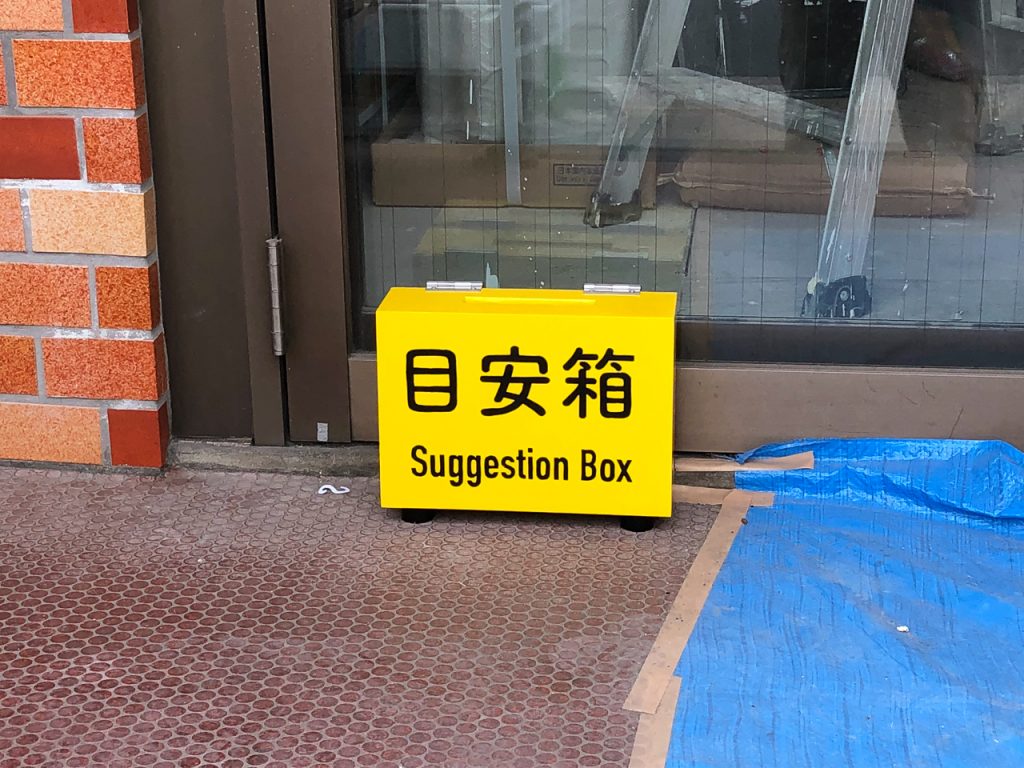 目安箱
Suggestion Box